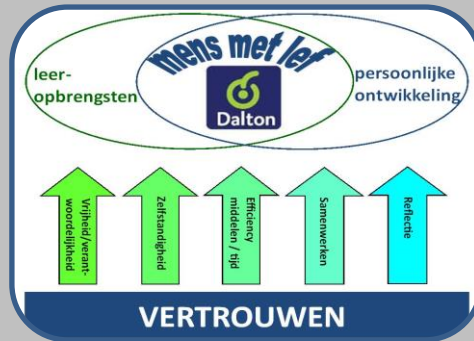 mens met lef
leer-
opbrengsten
Dalton
persoonlijke
ontwikkeling
Vrijheid/verant-
woordelijkheid
Zelfstandigheid
Efficiency
middelen / tijd
Samenwerken
Reflectie
VERTROUWEN